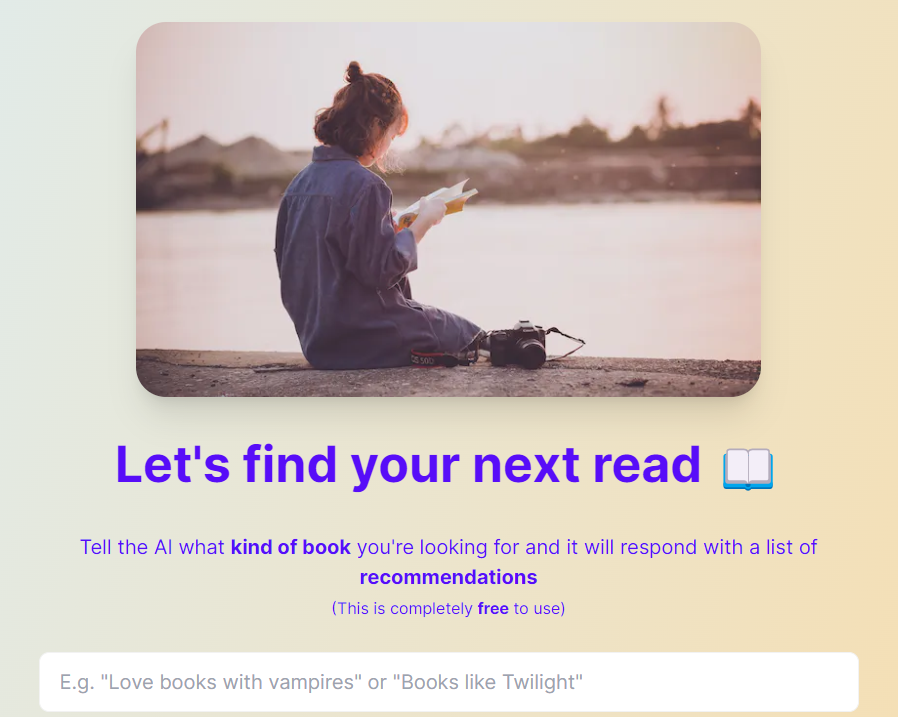 Let's find your next read 📖
Tell the AI what kind of book you're looking for and it will respond with a list of
recommendations
(This is completely free to use)
E.g. "Love books with vampires" or "Books like Twilight"